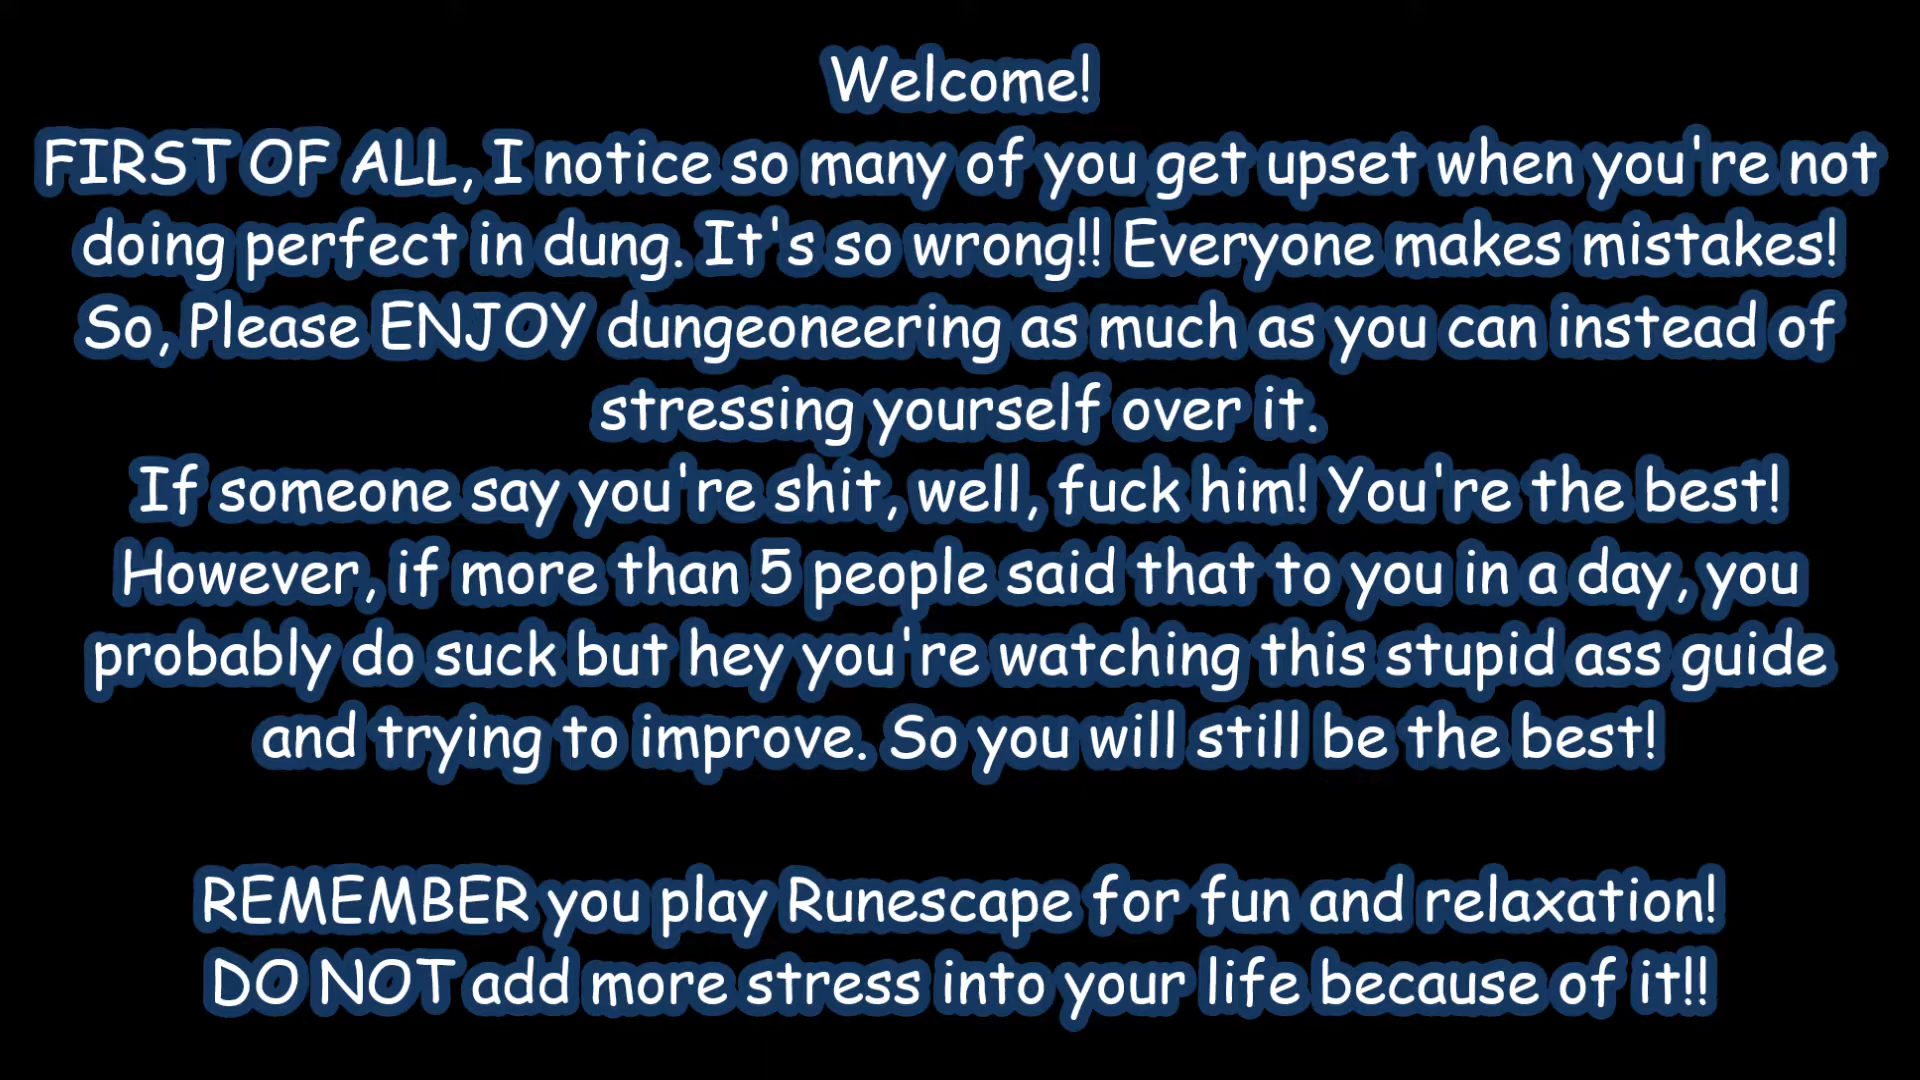 Welcome!
FIRST OF ALL, I notice so many of you get upset when you're not
doing perfect in dung. It's so wrong!! Everyone makes mistakes!
So, Please ENJOY dungeoneering as much as you can instead of
stressing yourself over it.
If someone say you're shit, well, fuck him! You're the best!
However, if more than 5 people said that to you in a day, you
probably do suck but hey you're watching this stupid ass guide
and trying to improve. So you will still be the best!
REMEMBER you play Runescape for fun and relaxation!
DO NOT add more stress into your life because of it!!